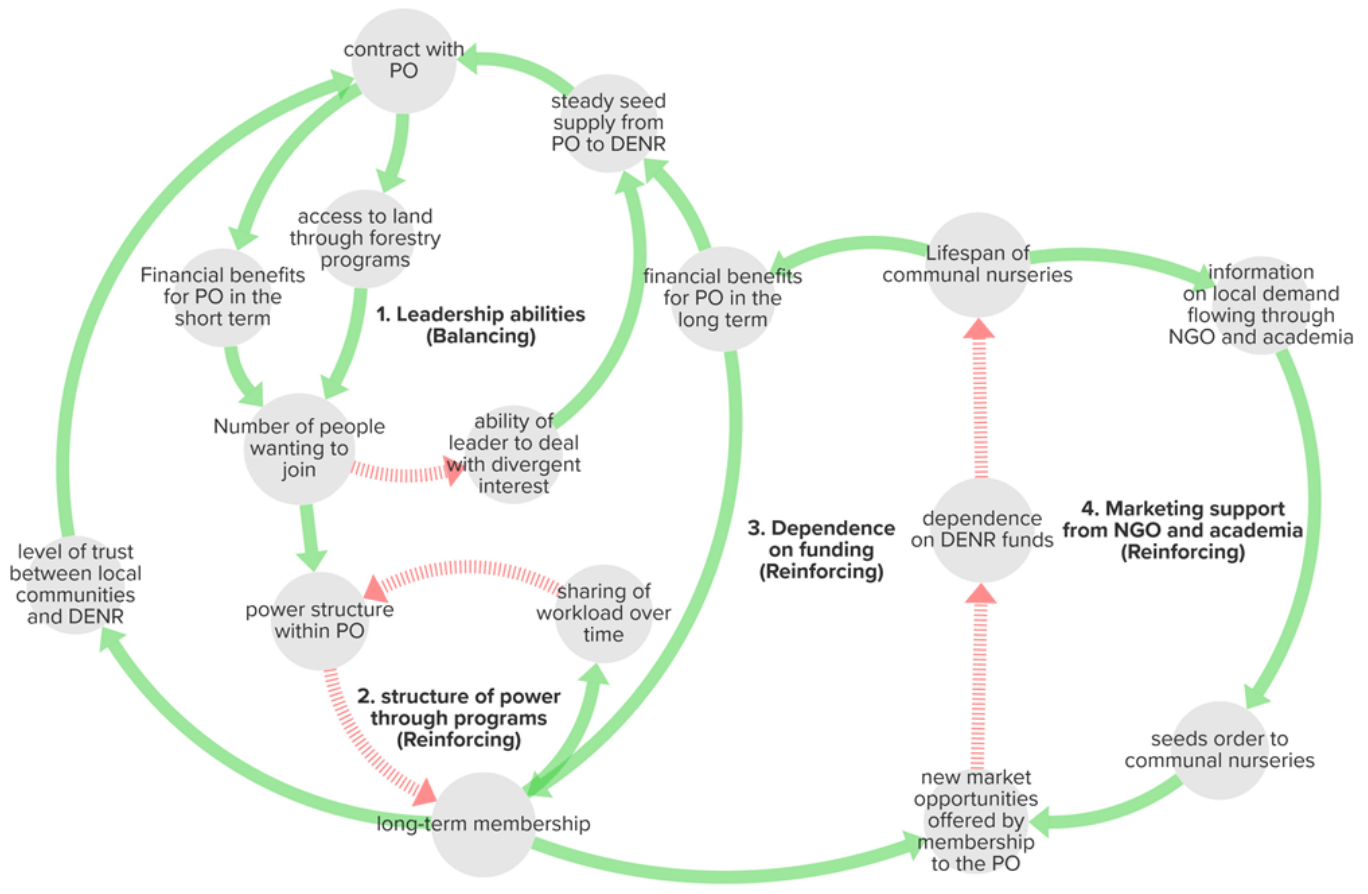 contract with
PO
steady seed
supply from
PO to DENR
access to land
through forestry
programs
Financial benefits
for PO in the
short term
1. Leadership abilities
(Balancing)
financial benefits
for PO in the
long term
Lifespan of
communal nurseries
information
on local demand
flowing through
NGO and academia
Number of people
wanting to
join
ability of
leader to deal
with divergent
interest
level of trust
between local
communities
and DENR
power structure
within PO
sharing of
workload over
time
3. Dependence
on funding
(Reinforcing)
dependence
on DENR funds
4. Marketing support
from NGO and academia
(Reinforcing)
2. structure of power
through programs
(Reinforcing)
long-term membership
seeds order to
communal nurseries
new market
opportunities
offered by
membership
to the PO